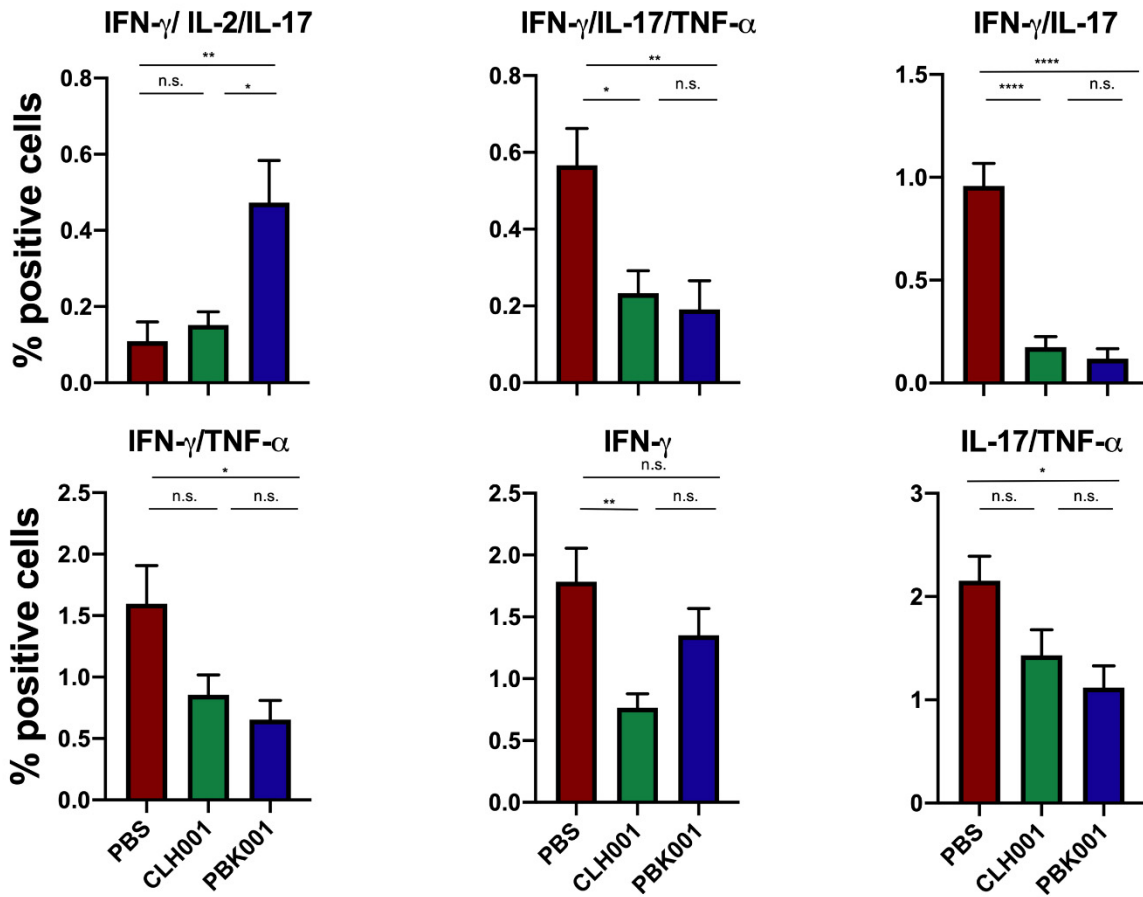 IFN-γ/ IL-2/IL-17
**
n.s.
*
% positive cells
0.8
0.6
0.4
0.2
0.0
IFN-γ/IL-17/TNF-α
**
*
n.s.
0.8
0.6
0.4
0.2
0.0
IFN-γ/IL-17
****
****
n.s.
1.5
1.0
0.5
0.0
IFN-γ/TNF-α
*
n.s.
n.s.
% positive cells
2.5
2.0
1.5
1.0
0.5
0.0
PBS
CLH001
PBK001
IFN-γ
n.s.
**
n.s.
2.5
2.0
1.5
1.0
0.5
0.0
PBS
CLH001
PBK001
IL-17/TNF-α
*
n.s.
n.s.
3
2
1
0
PBS
CLH001
PBK001